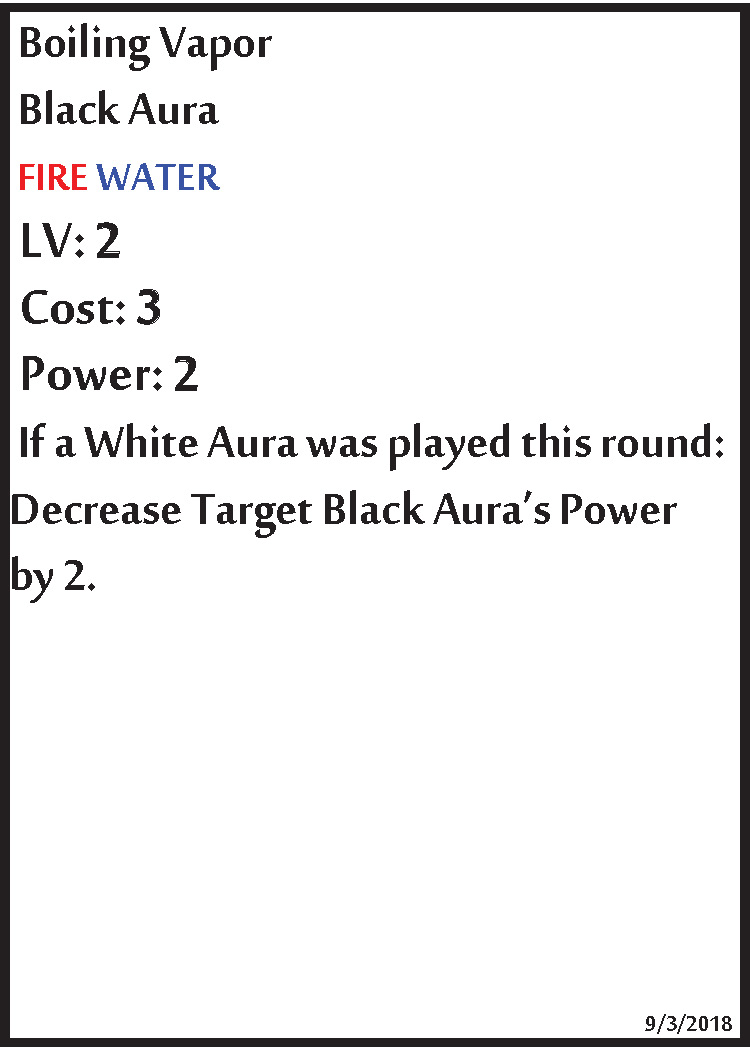 Boiling Vapor
Black Aura
FIRE WATER
LV: 2
Cost: 3
Power: 2
If a White Aura was played this round:
Decrease Target Black Aura's Power
by 2.
9/3/2018